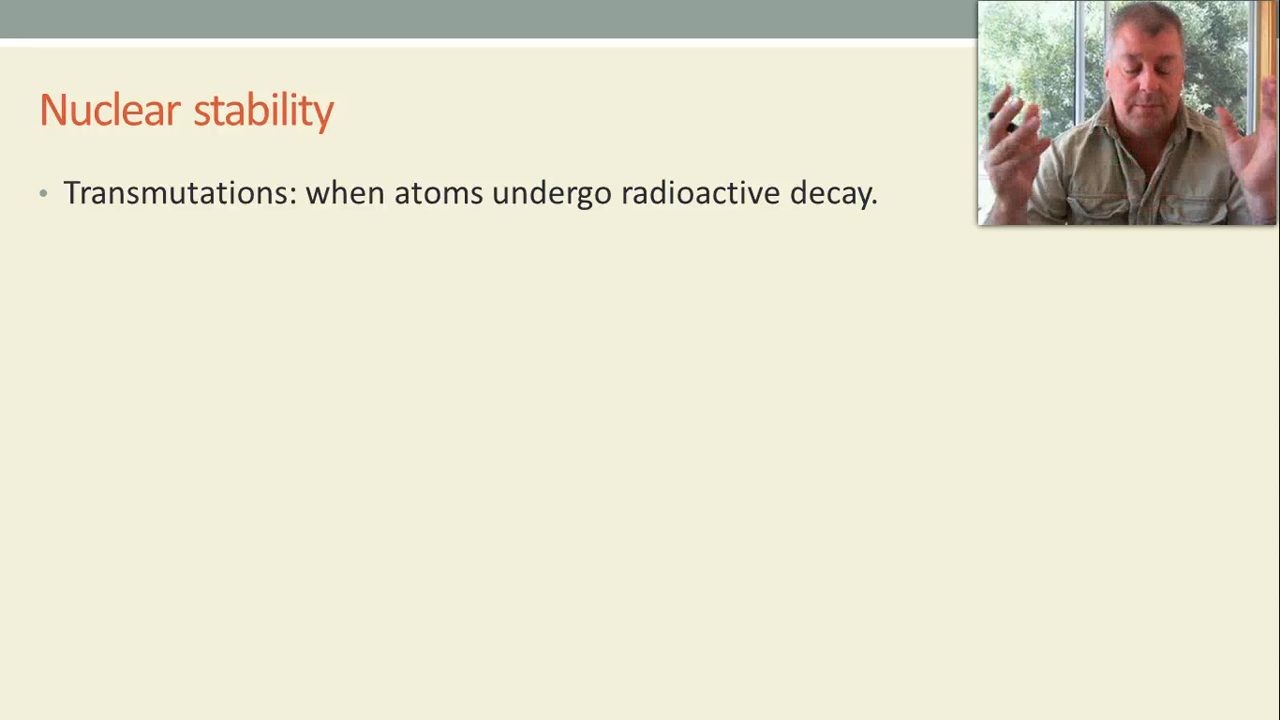 Nuclear stability
• Transmutations: when atoms undergo radioactive decay.